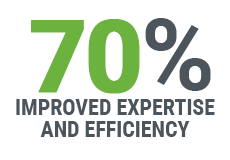 70%
IMPROVED EXPERTISE
AND EFFICIENCY